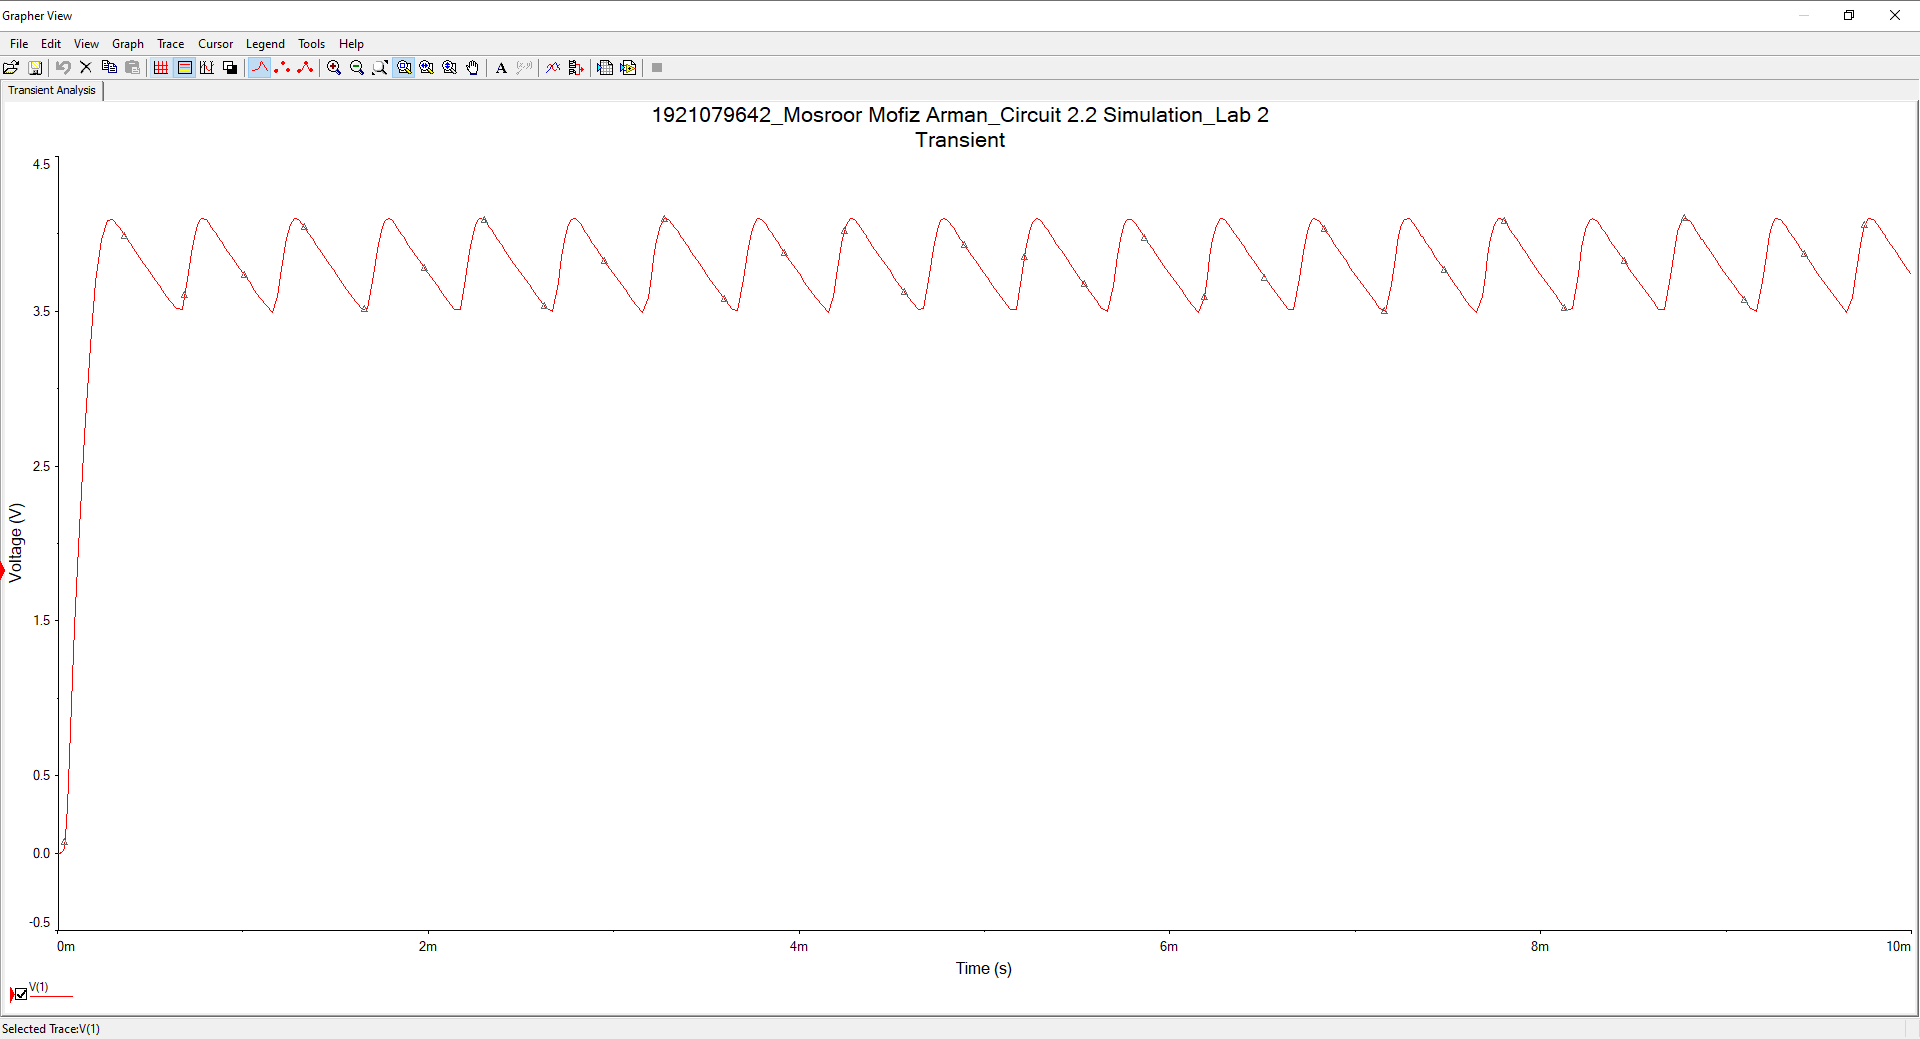 Grapher View
File Edit View Graph Trace Cursor Legend Tools Help
A
Transient Analysis
1921079642_Mosroor Mofiz Arman_Circuit 2.2 Simulation_Lab 2
Transient
4.5
3.5
2.5
1.5
0.5
0.0
-0.5
Voltage (V)
0m 2m 4m 6m 8m 10m
Time (s)
V(1)
Selected Trace:V(1)